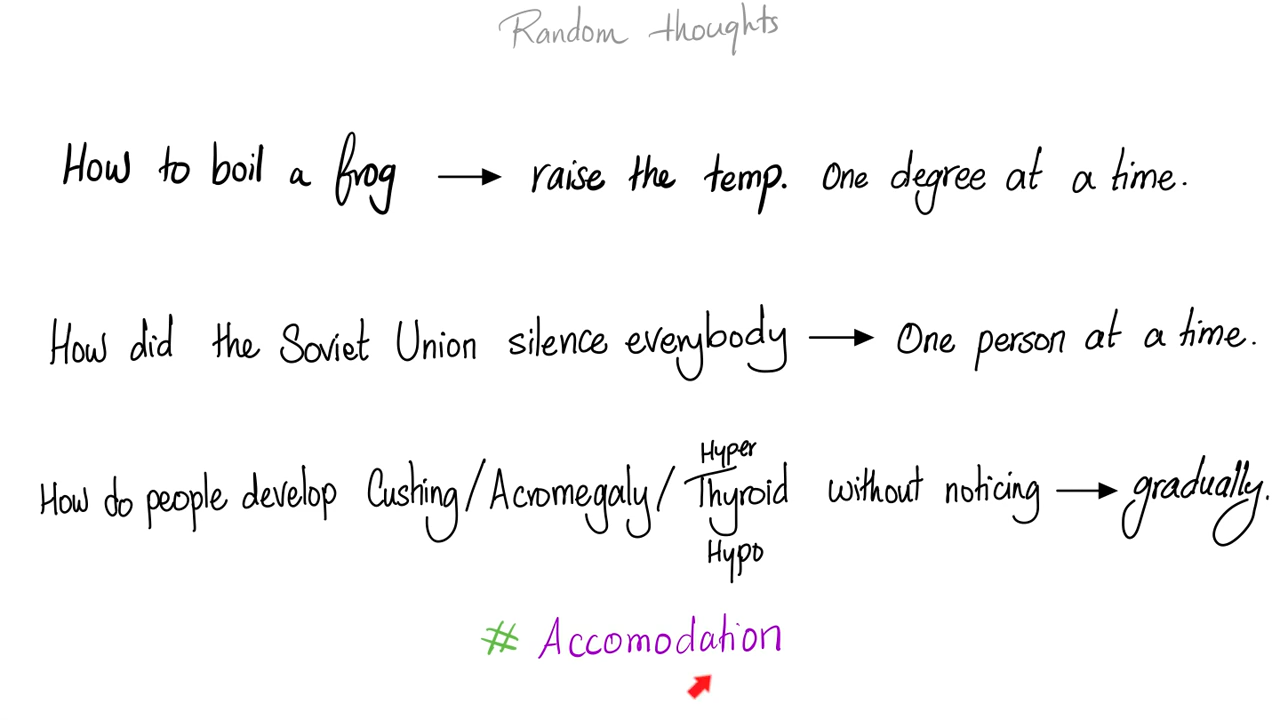 Random thoughts
How to boil a frog → raise the temp. One degree at a time.
How did the Soviet Union silence everybody → One person at a time.
Hyper
How do people develop Cushing/Acromegaly/Thyroid without noticing → gradually.
Hypo
# Accomodation